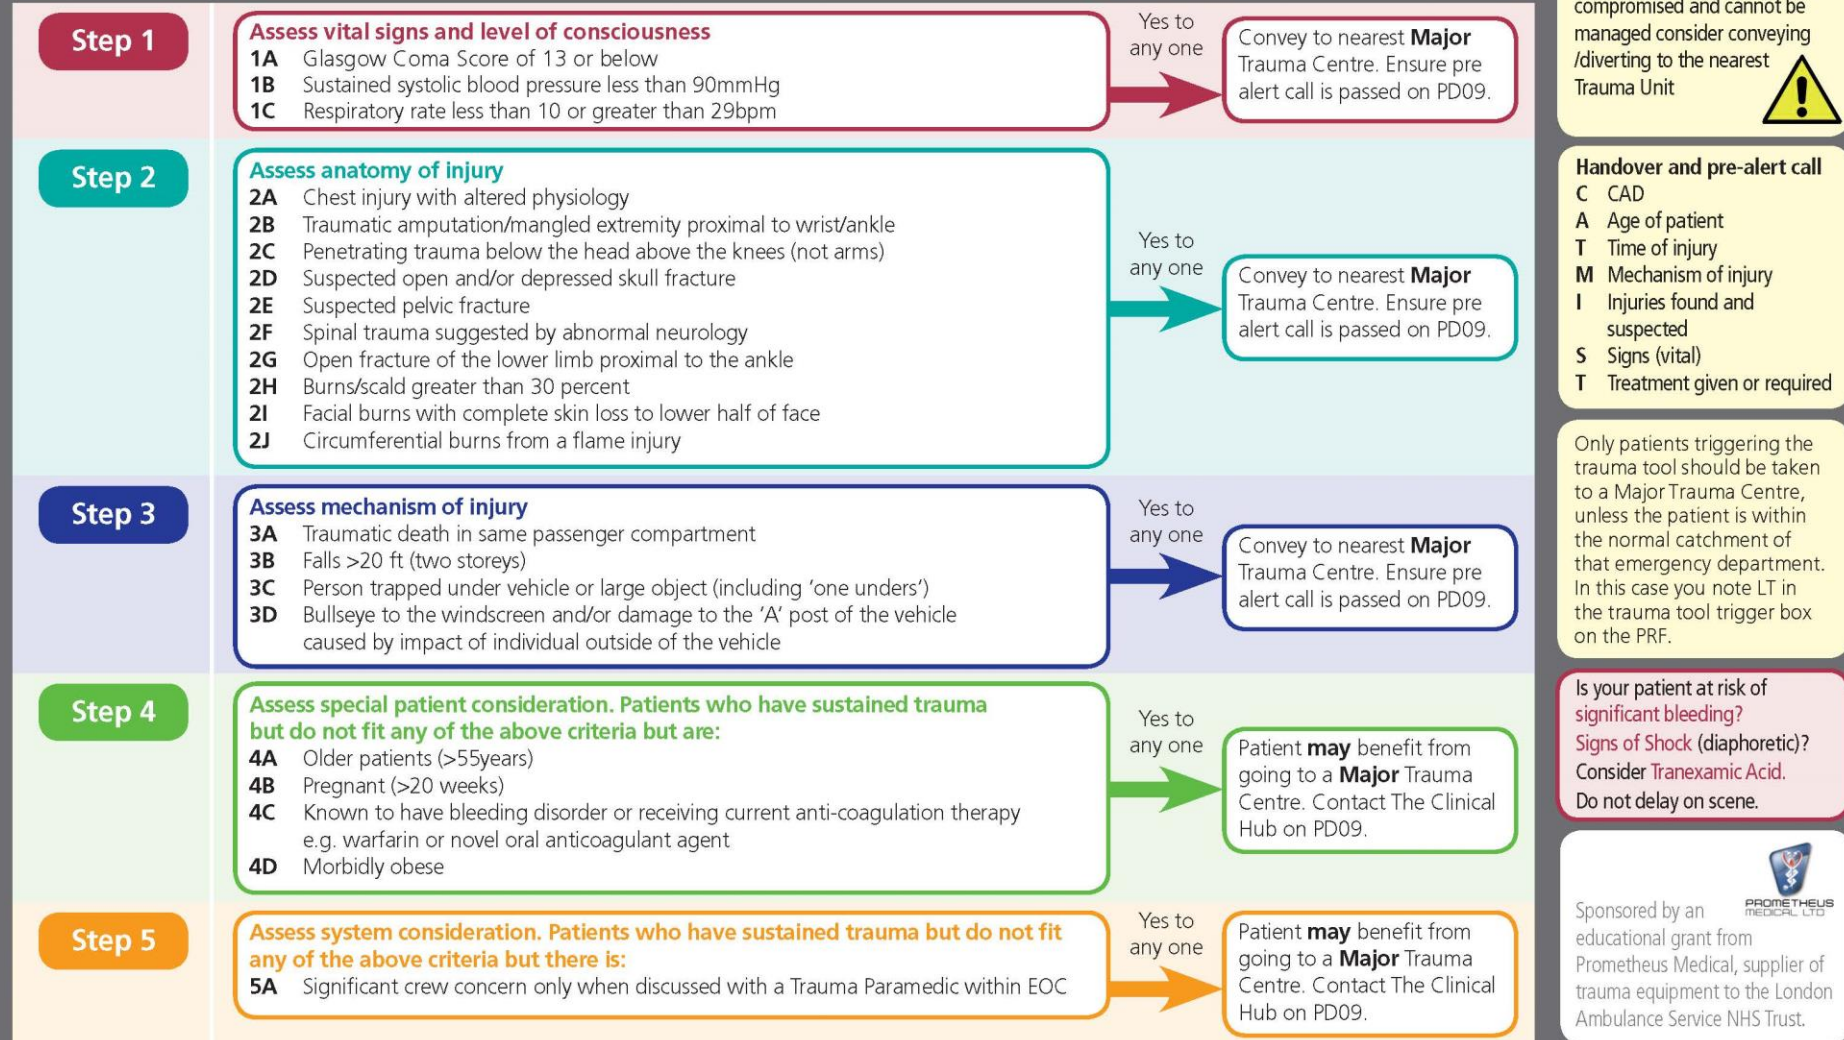 Step 1
Assess vital signs and level of consciousness
1A Glasgow Coma Score of 13 or below
1B Sustained systolic blood pressure less than 90mmHg
1C Respiratory rate less than 10 or greater than 29bpm
Yes to
any one
Convey to nearest Major
Trauma Centre. Ensure pre
alert call is passed on PD09.
Step 2
Assess anatomy of injury
2A Chest injury with altered physiology
2B Traumatic amputation/mangled extremity proximal to wrist/ankle
2C Penetrating trauma below the head above the knees (not arms)
2D Suspected open and/or depressed skull fracture
2E Suspected pelvic fracture
2F Spinal trauma suggested by abnormal neurology
2G Open fracture of the lower limb proximal to the ankle
2H Burns/scald greater than 30 percent
2I Facial burns with complete skin loss to lower half of face
2J Circumferential burns from a flame injury
Yes to
any one
Convey to nearest Major
Trauma Centre. Ensure pre
alert call is passed on PD09.
Step 3
Assess mechanism of injury
3A Traumatic death in same passenger compartment
3B Falls >20 ft (two storeys)
3C Person trapped under vehicle or large object (including ‘one unders’)
3D Bullseye to the windscreen and/or damage to the ‘A’ post of the vehicle
caused by impact of individual outside of the vehicle
Yes to
any one
Convey to nearest Major
Trauma Centre. Ensure pre
alert call is passed on PD09.
Step 4
Assess special patient consideration. Patients who have sustained trauma
but do not fit any of the above criteria but are:
4A Older patients (>55years)
4B Pregnant (>20 weeks)
4C Known to have bleeding disorder or receiving current anti-coagulation therapy
e.g. warfarin or novel oral anticoagulant agent
4D Morbidly obese
Yes to
any one
Patient may benefit from
going to a Major Trauma
Centre. Contact The Clinical
Hub on PD09.
Step 5
Assess system consideration. Patients who have sustained trauma but do not fit
any of the above criteria but there is:
5A Significant crew concern only when discussed with a Trauma Paramedic within EOC
Yes to
any one
Patient may benefit from
going to a Major Trauma
Centre. Contact The Clinical
Hub on PD09.
compromised and cannot be
managed consider conveying
/diverting to the nearest
Trauma Unit
Handover and pre-alert call
C CAD
A Age of patient
T Time of injury
M Mechanism of injury
I Injuries found and
suspected
S Signs (vital)
T Treatment given or required
Only patients triggering the
trauma tool should be taken
to a Major Trauma Centre,
unless the patient is within
the normal catchment of
that emergency department.
In this case you note LT in
the trauma tool trigger box
on the PRF.
Is your patient at risk of
significant bleeding?
Signs of Shock (diaphoretic)?
Consider Tranexamic Acid.
Do not delay on scene.
PROMETHEUS
MEDICAL LTD
Sponsored by an
educational grant from
Prometheus Medical, supplier of
trauma equipment to the London
Ambulance Service NHS Trust.